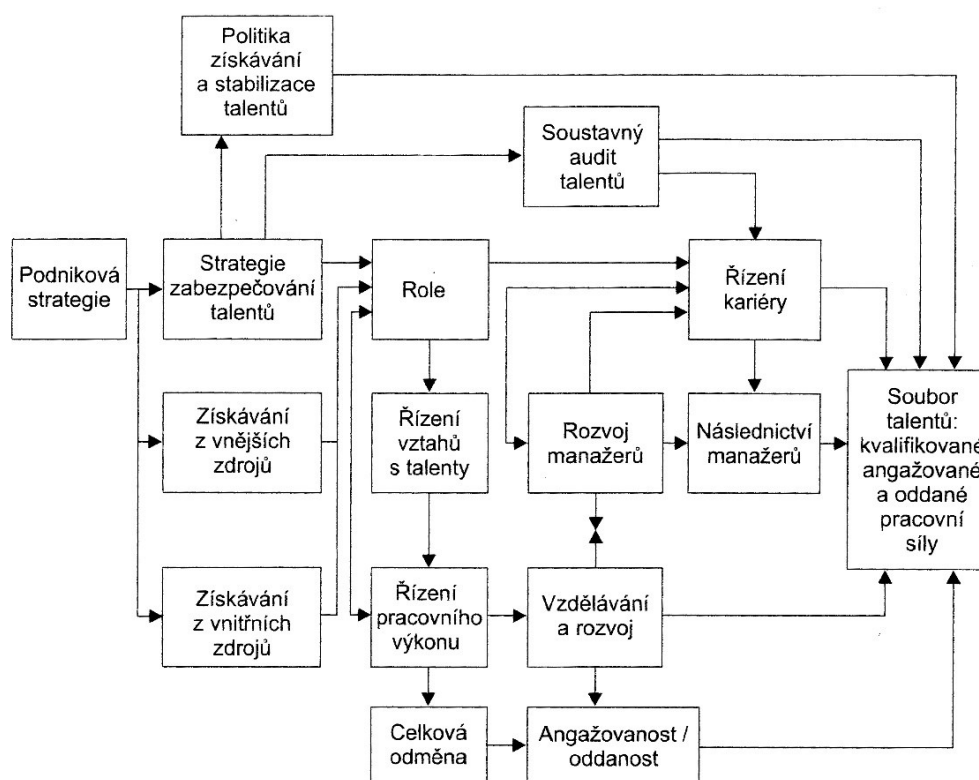 Politika
získávání
a stabilizace
talentů
Soustavný
audit
talentů
Podniková
strategie
Strategie
zabezpečování
talentů
Role
Řízení
kariéry
Získávání
z vnějších
zdrojů
Řízení
vztahů
s talenty
Rozvoj
manažerů
Následnictví
manažerů
Soubor
talentů:
kvalifikované
angažované
a oddané
pracovní
síly
Získávání
z vnitřních
zdrojů
Řízení
pracovního
výkonu
Vzdělávání
a rozvoj
Celková
odměna
Angažovanost /
oddanost